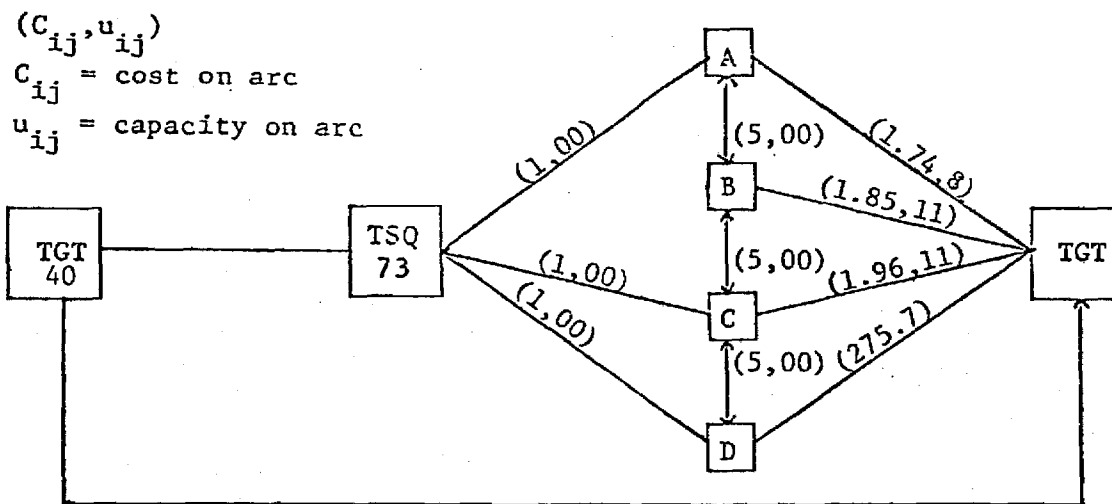 (C_ij,u_ij)
C_ij = cost on arc
u_ij = capacity on arc
A
(1,00)
(5,00)
(1.74,8)
B
(1.85,11)
TGT
40
TSQ
73
(1,00)
(5,00)
(1.96,11)
TGT
C
(1,00)
(5,00)
(275.7)
D